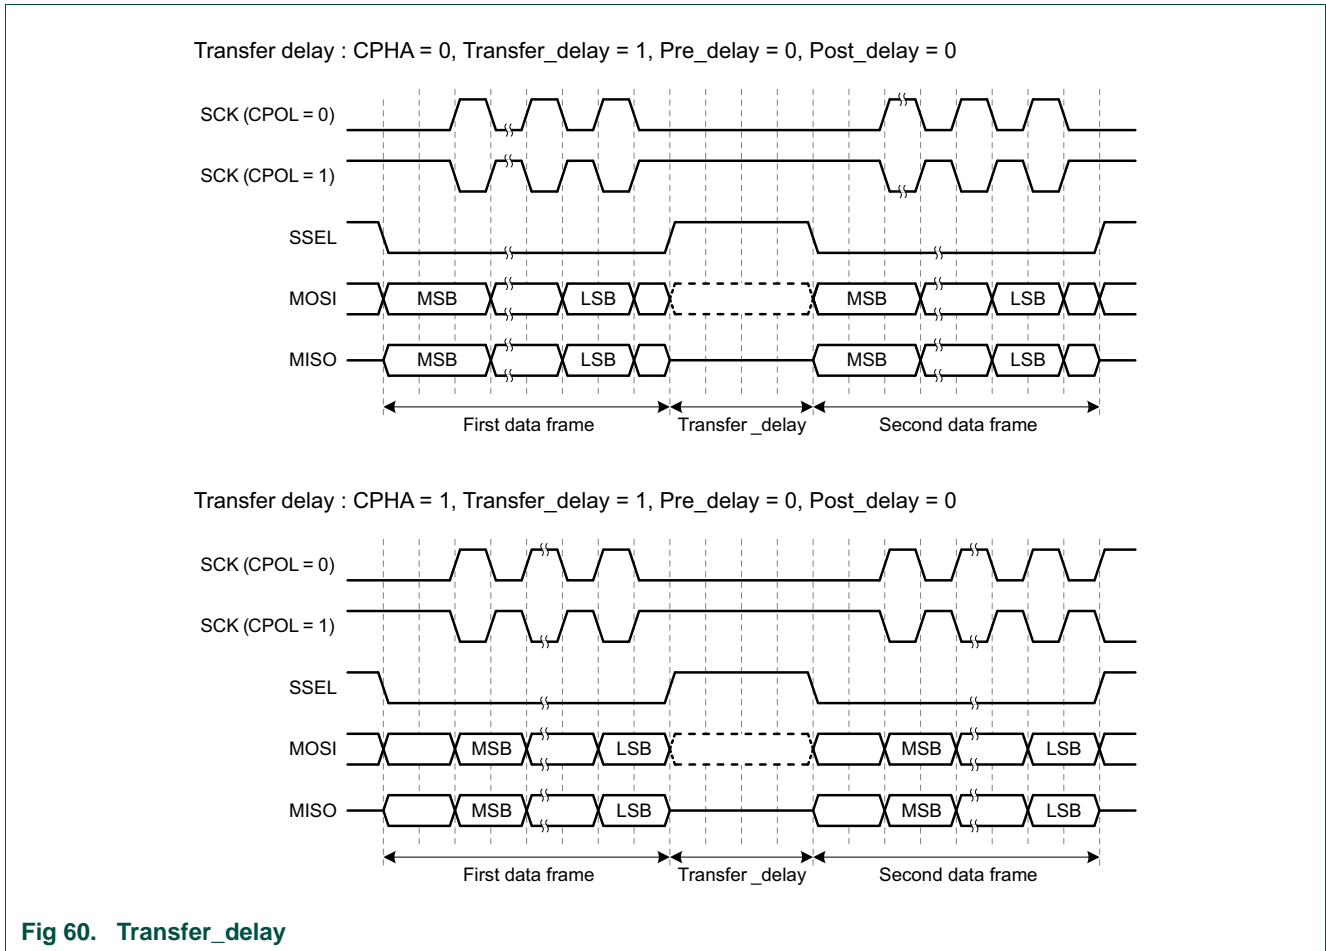 Transfer delay : CPHA = 0, Transfer_delay = 1, Pre_delay = 0, Post_delay = 0
SCK (CPOL = 0)
SCK (CPOL = 1)
SSEL
MOSI MSB LSB MSB LSB
MISO MSB LSB MSB LSB
First data frame Transfer _delay Second data frame
Transfer delay : CPHA = 1, Transfer_delay = 1, Pre_delay = 0, Post_delay = 0
SCK (CPOL = 0)
SCK (CPOL = 1)
SSEL
MOSI MSB LSB MSB LSB
MISO MSB LSB MSB LSB
First data frame Transfer _delay Second data frame
Fig 60. Transfer_delay